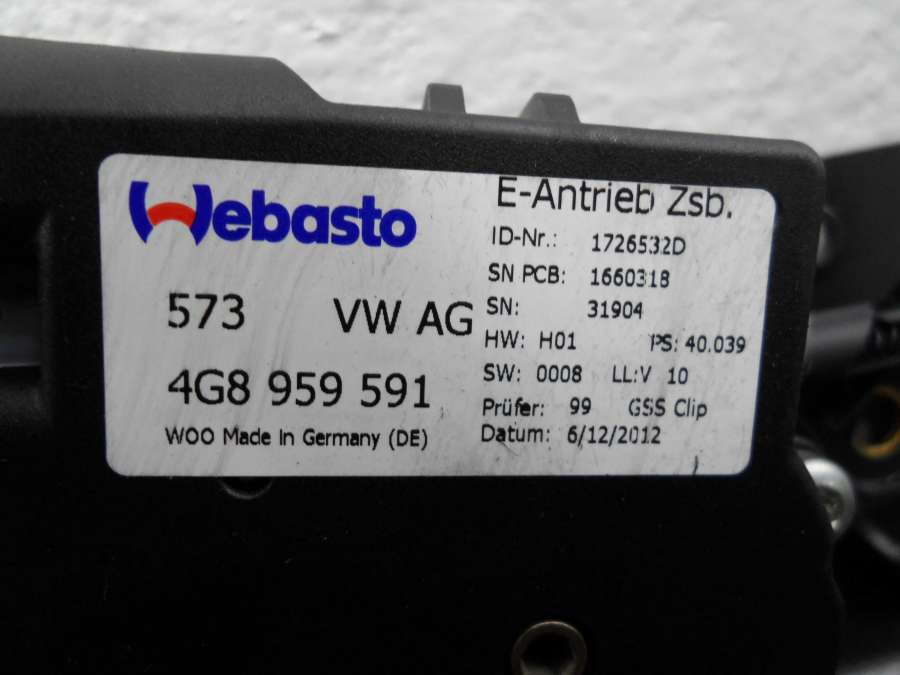 Webasto
573 VW AG
4G8 959 591
WOO Made In Germany (DE)
E-Antrieb Zsb.
ID-Nr.: 1726532D
SN PCB: 1660318
SN: 31904
HW: H01 PS: 40.039
SW: 0008 LL:V 10
Prüfer: 99 GSS Clip
Datum: 6/12/2012